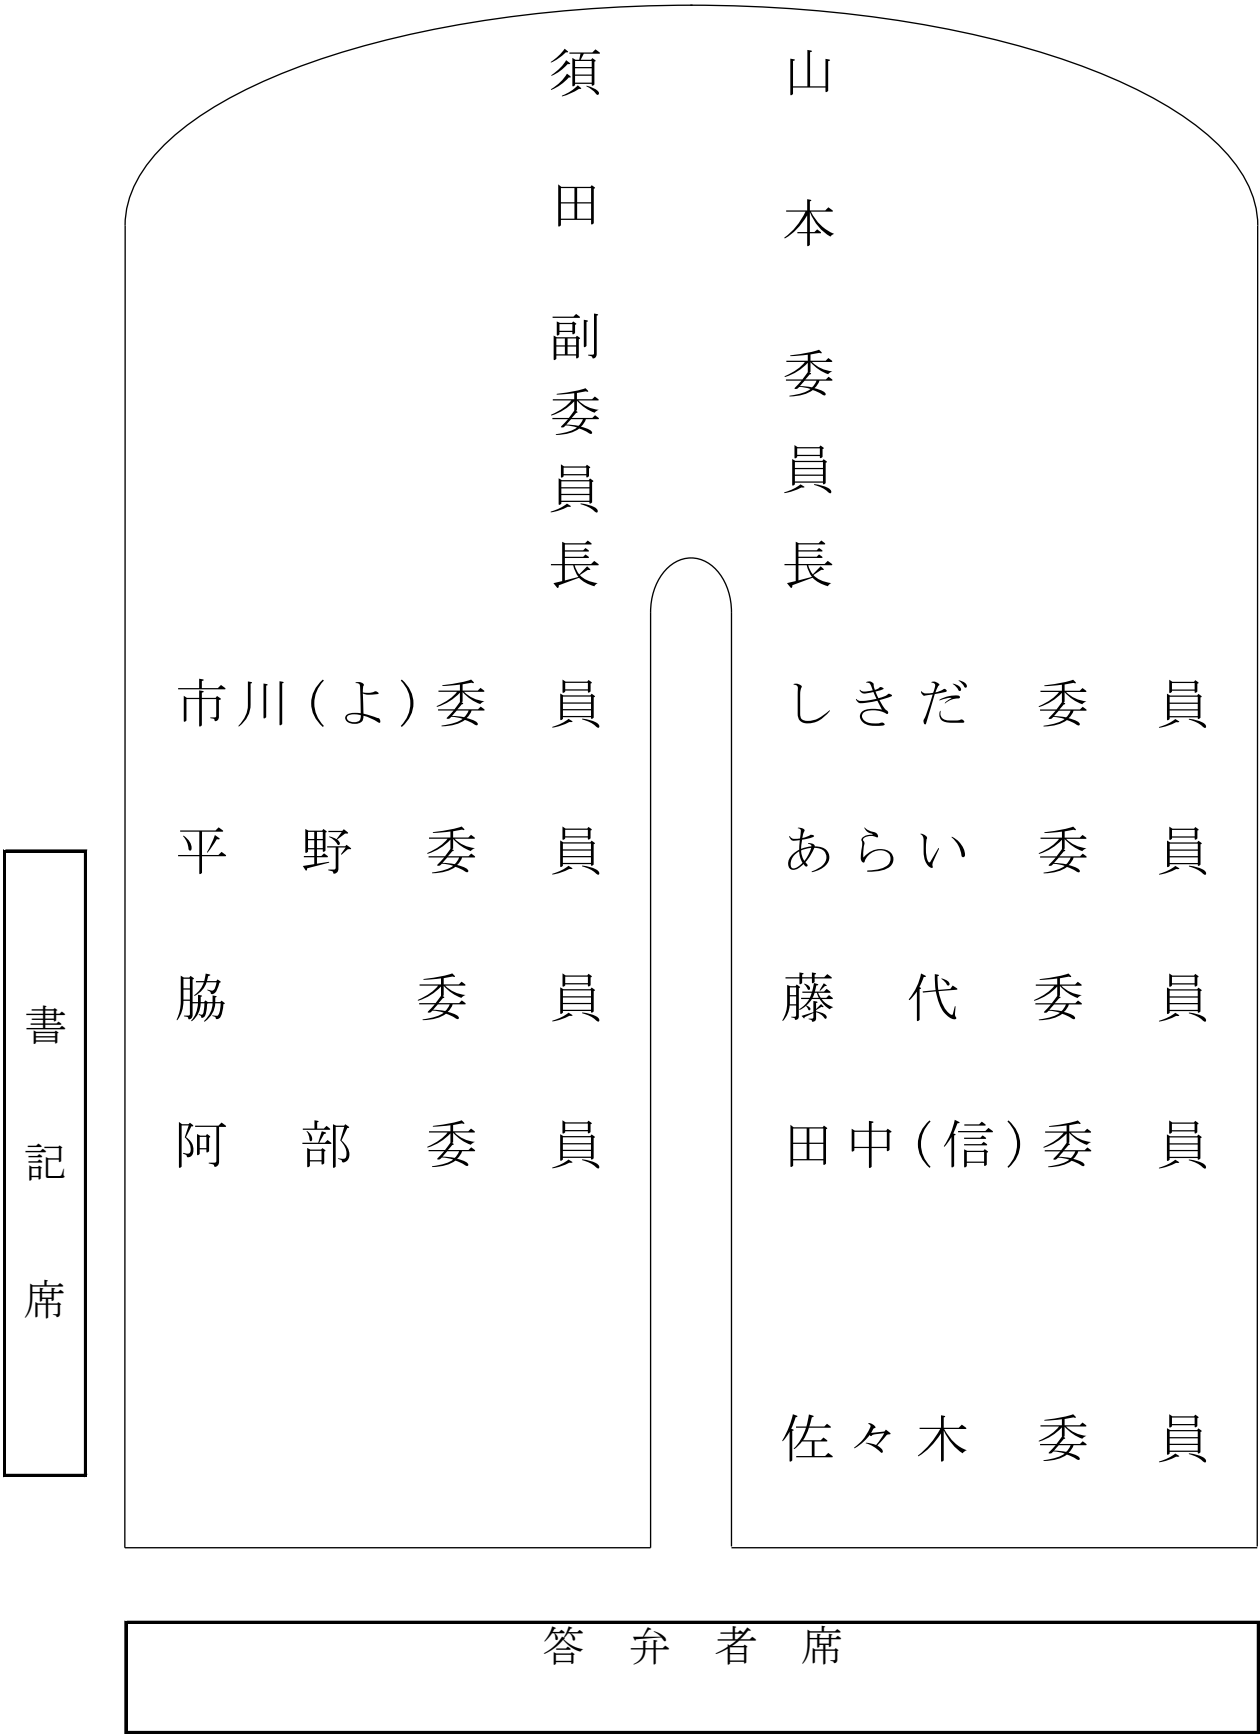 山本委員長
須田副委員長
市川(よ)委員
しきだ委員
平野委員
あらい委員
脇委員
藤代委員
阿部委員
田中(信)委員
佐々木委員
書記席
答弁者席